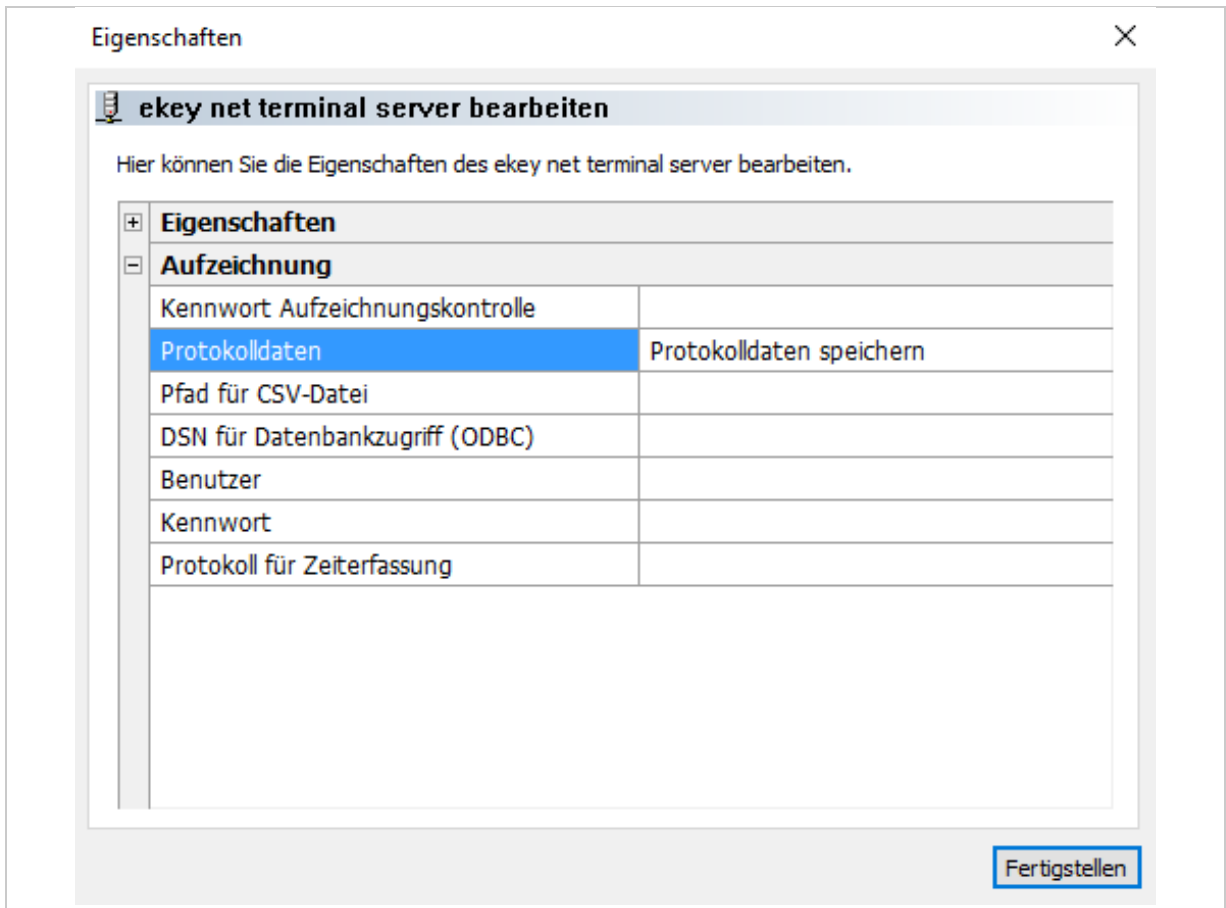 Eigenschaften
ekey net terminal server bearbeiten
Hier können Sie die Eigenschaften des ekey net terminal server bearbeiten.
Eigenschaften
Aufzeichnung
Kennwort Aufzeichnungskontrolle
Protokolldaten Protokolldaten speichern
Pfad für CSV-Datei
DSN für Datenbankzugriff (ODBC)
Benutzer
Kennwort
Protokoll für Zeiterfassung
Fertigstellen